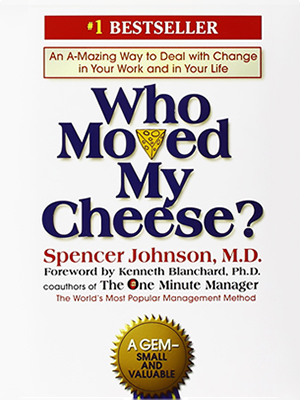 #1 BESTSELLER
An A-Mazing Way to Deal with Change
in Your Work and in Your Life
Who
Moved
My
Cheese?
Spencer Johnson, M.D.
Foreword by Kenneth Blanchard, Ph.D.
coauthors of The One Minute Manager
The World's Most Popular Management Method
A GEM–
SMALL
AND
VALUABLE